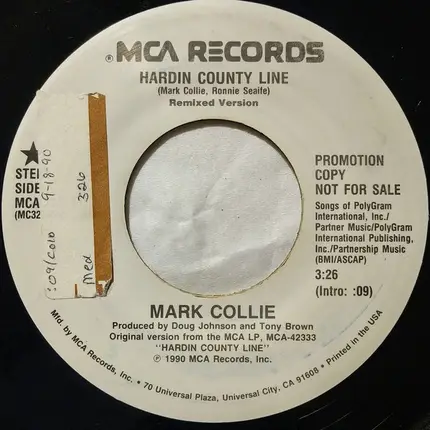 ®MCA RECORDS
HARDIN COUNTY LINE
(Mark Collie, Ronnie Seaife)
Remixed Version
SIDE
MCA
(MC32
:09/COLD 9-18-90
Med 326
PROMOTION
COPY
NOT FOR SALE
Songs of PolyGram
International, Inc./
Partner Music/PolyGram
International Publishing,
Inc./Partnership Music
(BMI/ASCAP)
3:26
(Intro: :09)
MARK COLLIE
Produced by Doug Johnson and Tony Brown
Original version from the MCA LP, MCA-42333
"HARDIN COUNTY LINE"
℗ 1990 MCA Records, Inc.
Mfd. by MCA Records, Inc. • 70 Universal Plaza, Universal City, CA 91608 • Printed in the USA